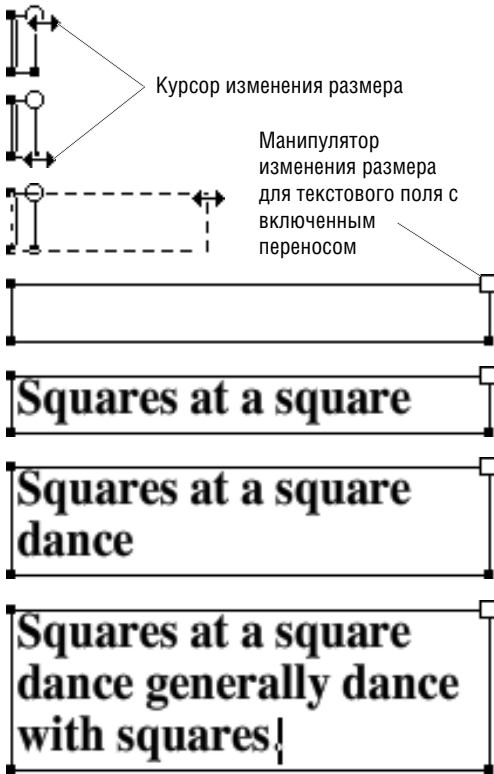 Курсор изменения размера
Манипулятор
изменения размера
для текстового поля с
включенным
переносом
Squares at a square
Squares at a square
dance
Squares at a square
dance generally dance
with squares.